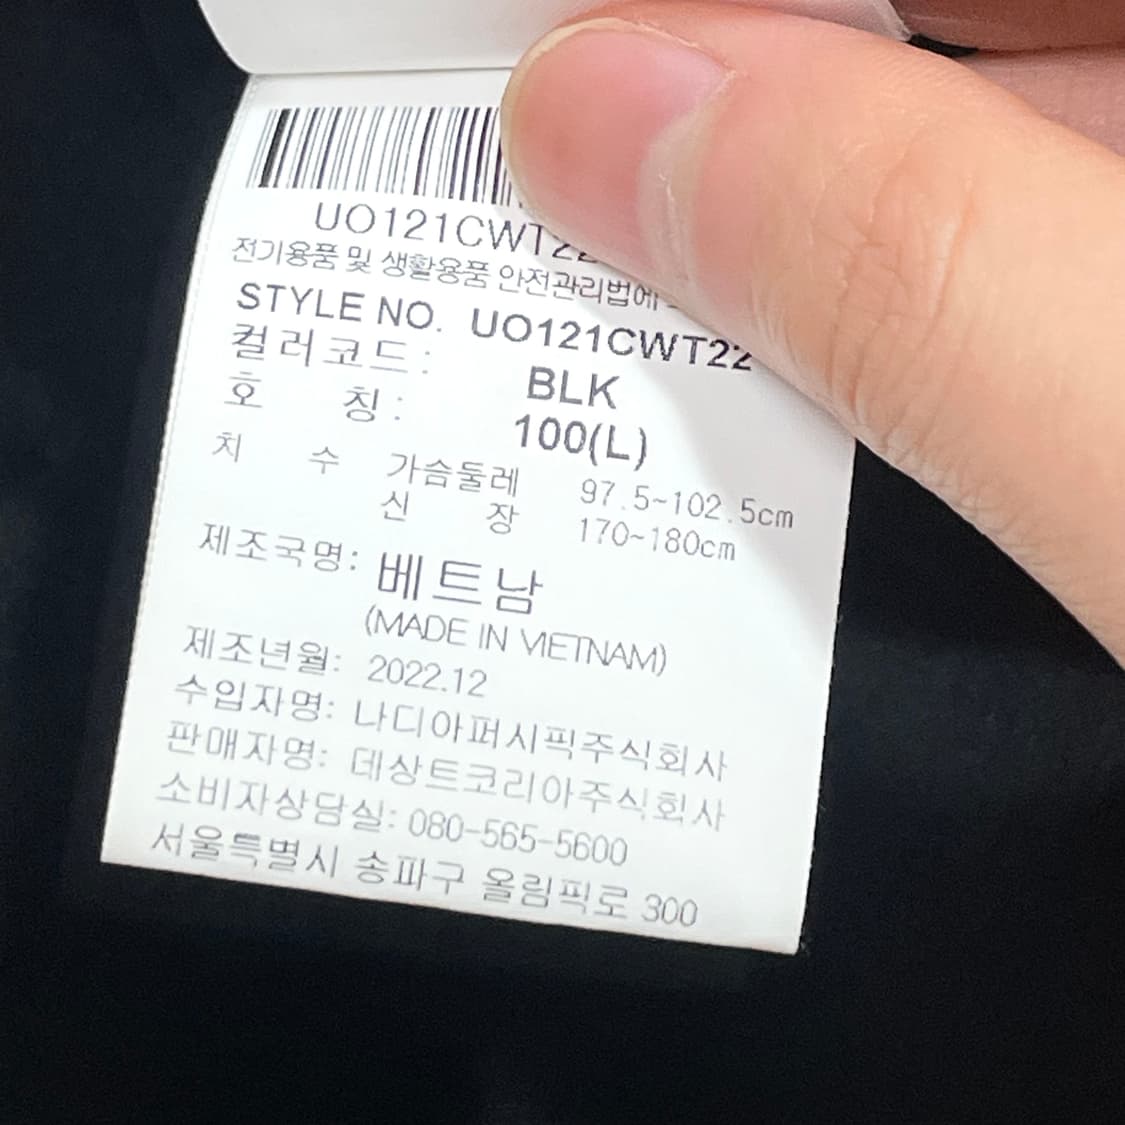 UO121CWT22
전기용품 및 생활용품 안전관리법에
STYLE NO. UO121CWT22
컬러코드: BLK
호 칭: 100(L)
치 수 가슴둘레 97.5~102.5cm
신 장 170~180cm
제조국명: 베트남
(MADE IN VIETNAM)
제조년월: 2022.12
수입자명: 나디아퍼시픽주식회사
판매자명: 데상트코리아주식회사
소비자상담실: 080-565-5600
서울특별시 송파구 올림픽로 300